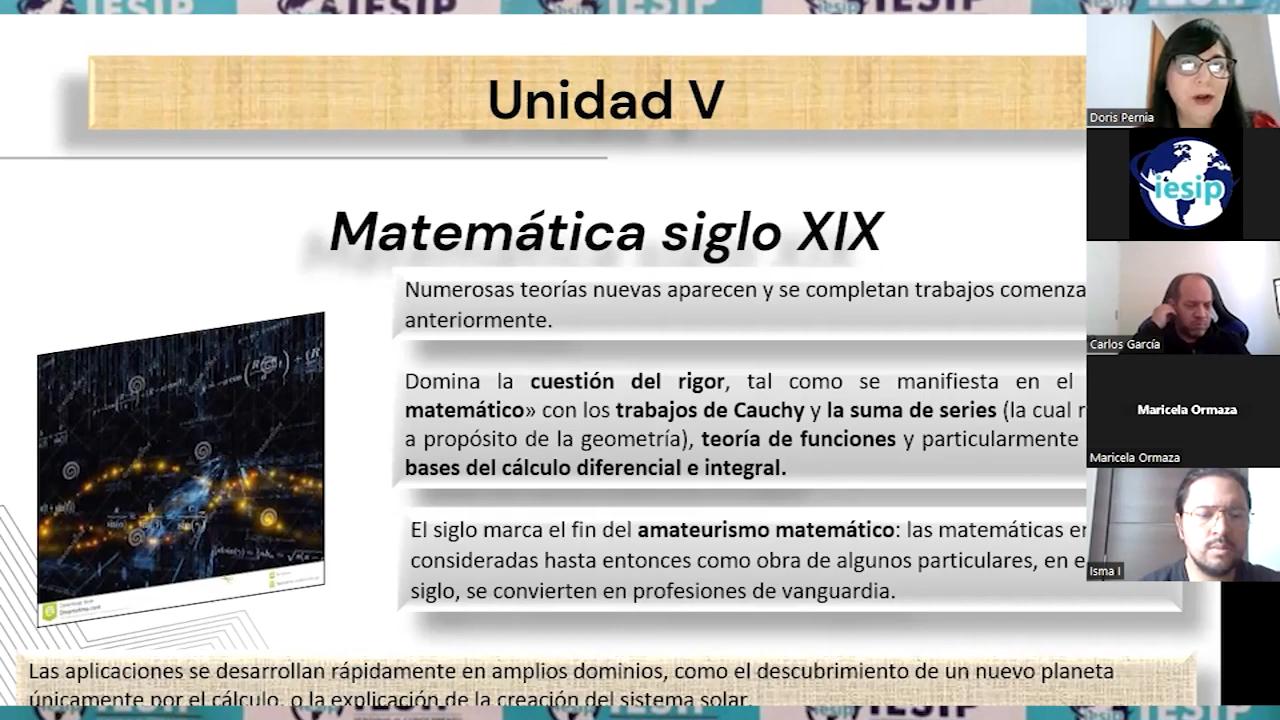 IESIP
IESIP
IESIP
IESIP
Unidad V
Matemática siglo XIX
Numerosas teorías nuevas aparecen y se completan trabajos comenza
anteriormente.
Domina la cuestión del rigor, tal como se manifiesta en el
matemático» con los trabajos de Cauchy y la suma de series (la cual r
a propósito de la geometría), teoría de funciones y particularmente
bases del cálculo diferencial e integral.
El siglo marca el fin del amateurismo matemático: las matemáticas er
consideradas hasta entonces como obra de algunos particulares, en e
siglo, se convierten en profesiones de vanguardia.
Las aplicaciones se desarrollan rápidamente en amplios dominios, como el descubrimiento de un nuevo planeta
únicamente por el cálculo, o la explicación de la creación del sistema solar.
Doris Pernia
iesip
Carlos García
Maricela Ormaza
Maricela Ormaza
Isma I
IESIP